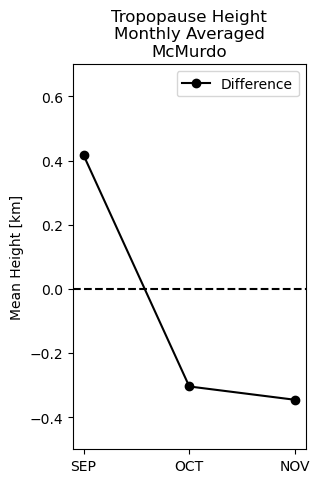 Tropopause Height
Monthly Averaged
McMurdo
Difference
Mean Height [km]
0.6
0.4
0.2
0.0
−0.2
−0.4
SEP OCT NOV